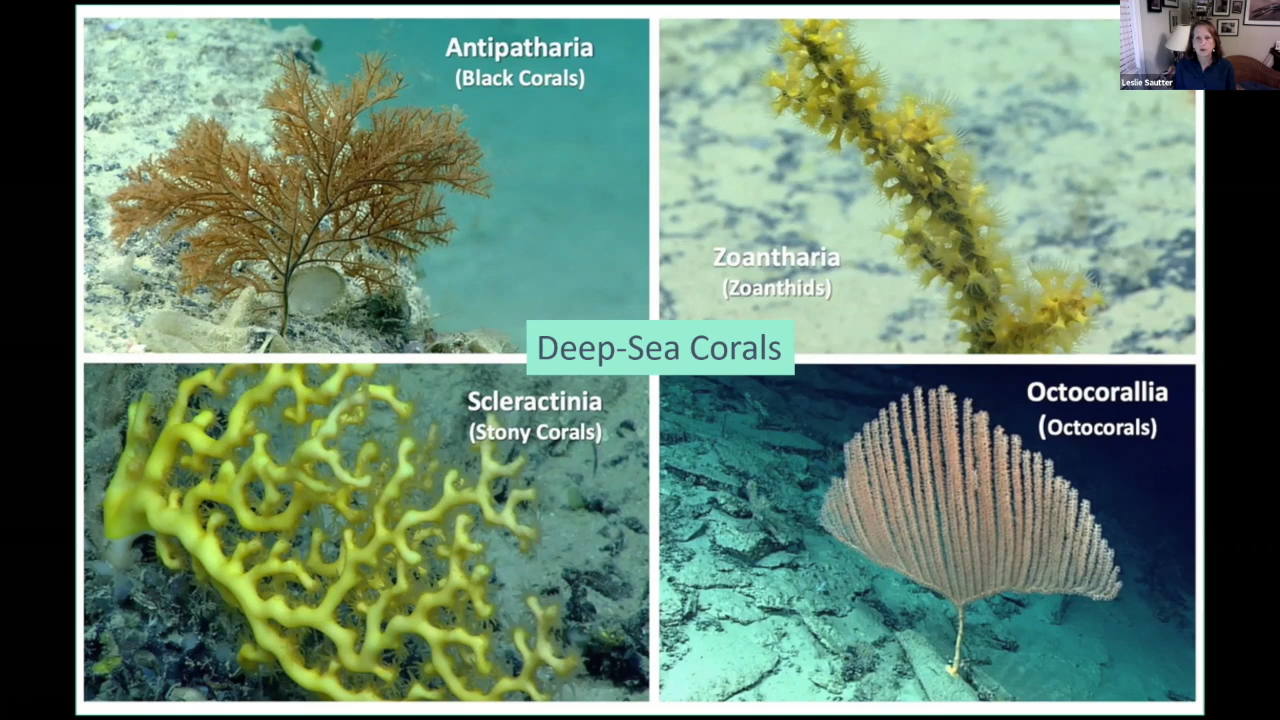 Antipatharia
(Black Corals)
Leslie Sautter
Zoantharia
(Zoanthids)
Deep-Sea Corals
Scleractinia
(Stony Corals)
Octocorallia
(Octocorals)